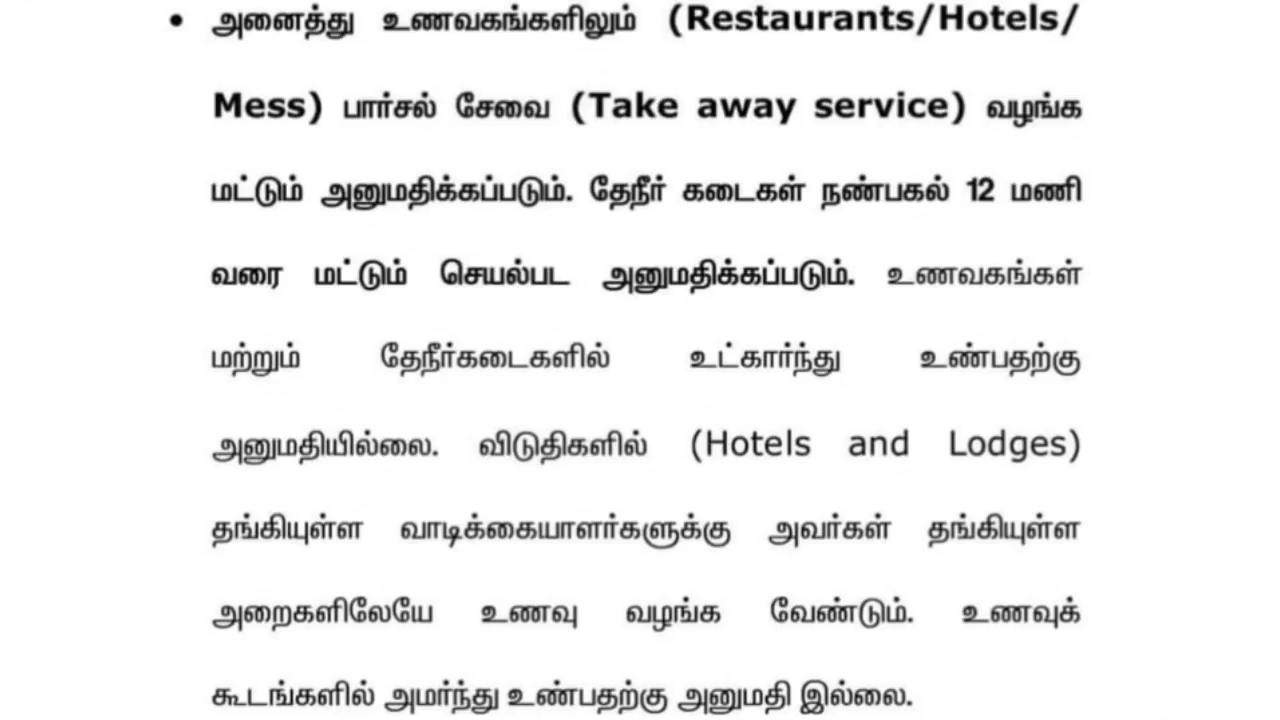 • அனைத்து உணவகங்களிலும் (Restaurants/Hotels/
Mess) பார்சல் சேவை (Take away service) வழங்க
மட்டும் அனுமதிக்கப்படும். தேநீர் கடைகள் நண்பகல் 12 மணி
வரை மட்டும் செயல்பட அனுமதிக்கப்படும். உணவகங்கள்
மற்றும் தேநீர்கடைகளில் உட்கார்ந்து உண்பதற்கு
அனுமதியில்லை. விடுதிகளில் (Hotels and Lodges)
தங்கியுள்ள வாடிக்கையாளர்களுக்கு அவர்கள் தங்கியுள்ள
அறைகளிலேயே உணவு வழங்க வேண்டும். உணவுக்
கூடங்களில் அமர்ந்து உண்பதற்கு அனுமதி இல்லை.